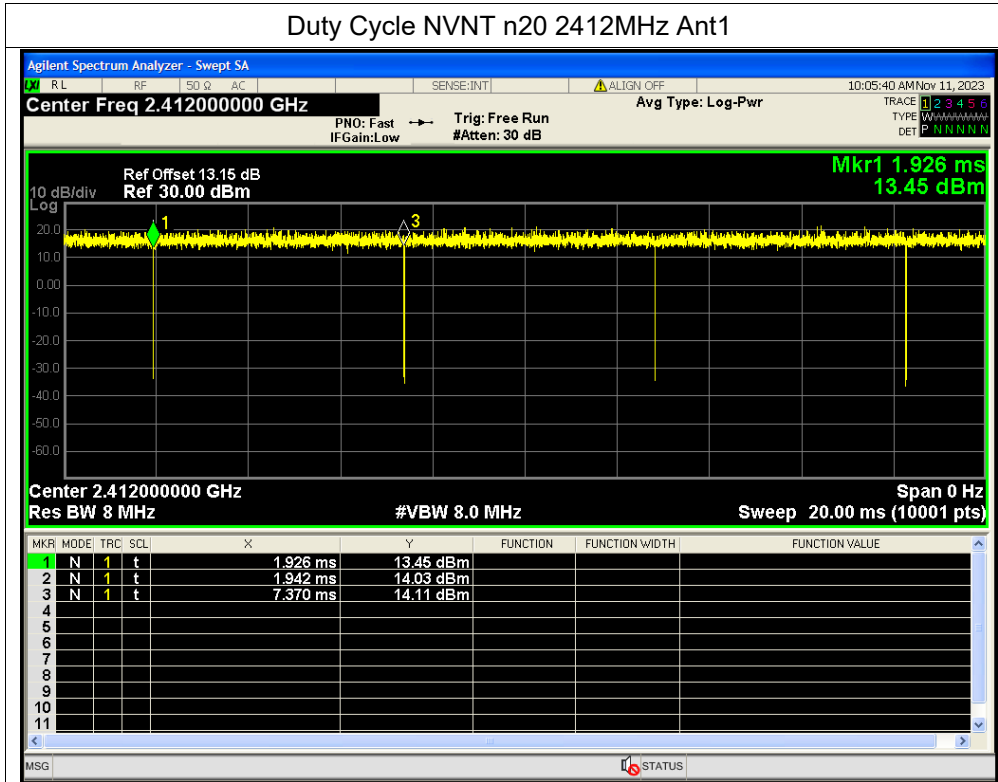 Duty Cycle NVNT n20 2412MHz Ant1
Agilent Spectrum Analyzer - Swept SA
LXI RL RF 50 Ω AC SENSE:INT ALIGN OFF 10:05:40 AM Nov 11, 2023
Center Freq 2.412000000 GHz Avg Type: Log-Pwr TRACE 1 2 3 4 5 6
PNO: Fast Trig: Free Run TYPE WWWWWW
IFGain:Low #Atten: 30 dB DET P N N N N N
Mkr1 1.926 ms
Ref Offset 13.15 dB 13.45 dBm
10 dB/div Ref 30.00 dBm
Log
1 3
20.0
10.0
0.00
-10.0
-20.0
-30.0
-40.0
-50.0
-60.0
Center 2.412000000 GHz Span 0 Hz
Res BW 8 MHz #VBW 8.0 MHz Sweep 20.00 ms (10001 pts)
MKR MODE TRC SCL X Y FUNCTION FUNCTION WIDTH FUNCTION VALUE
1 N 1 t 1.926 ms 13.45 dBm
2 N 1 t 1.942 ms 14.03 dBm
3 N 1 t 7.370 ms 14.11 dBm
4
5
6
7
8
9
10
11
MSG STATUS